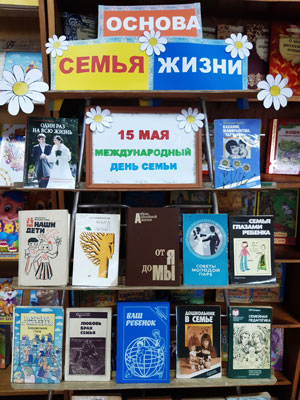 ОСНОВА
СЕМЬЯ
ЖИЗНИ
15 МАЯ
МЕЖДУНАРОДНЫЙ
ДЕНЬ СЕМЬИ
ОДИН РАЗ
НА ВСЮ ЖИЗНЬ
НАШИ
ДЕТИ
ОТ Я
ДО МЫ
СОВЕТЫ
МОЛОДОЙ
ПАРЕ
СЕМЬЯ
ГЛАЗАМИ
РЕБЕНКА
ЛЮБОВЬ
БРАК
СЕМЬЯ
ВАШ
РЕБЕНОК
ДОШКОЛЬНИК
В СЕМЬЕ
СЕМЕЙНАЯ
ПЕДАГОГИКА